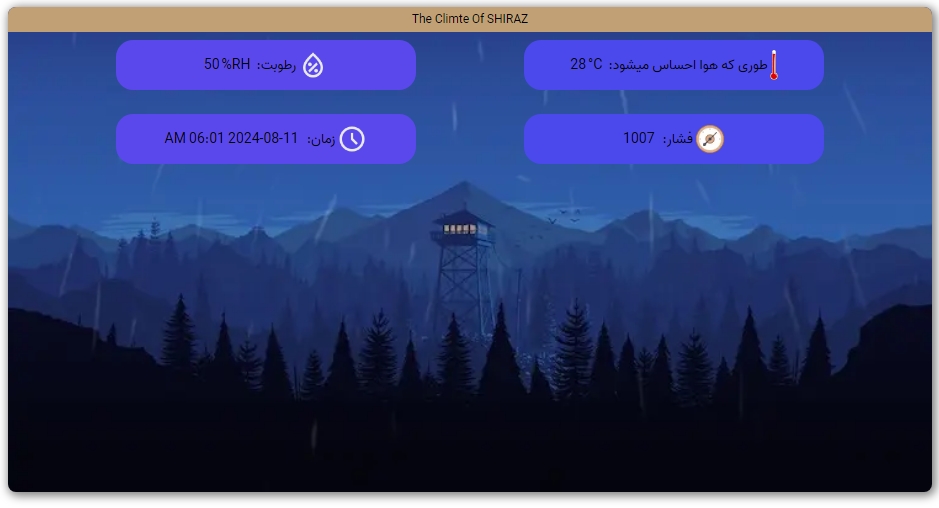 The Climte Of SHIRAZ
طوری که هوا احساس میشود: 28°C
رطوبت: 50%RH
فشار: 1007
زمان: 2024-08-11 06:01 AM